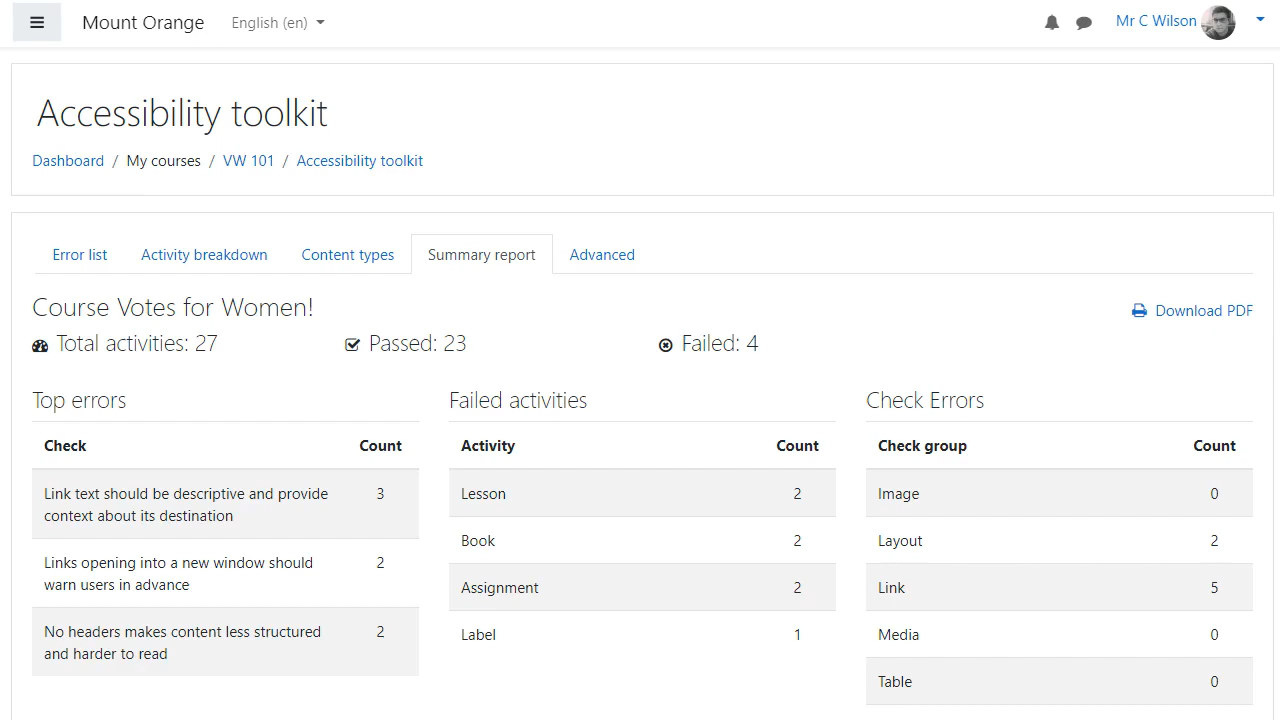 Mount Orange English (en) Mr C Wilson
Accessibility toolkit
Dashboard / My courses / VW 101 / Accessibility toolkit
Error list Activity breakdown Content types Summary report Advanced
Course Votes for Women!
Download PDF
Total activities: 27 Passed: 23 Failed: 4
Top errors
Check Count
Link text should be descriptive and provide 3
context about its destination
Links opening into a new window should 2
warn users in advance
No headers makes content less structured 2
and harder to read
Failed activities
Activity Count
Lesson 2
Book 2
Assignment 2
Label 1
Check Errors
Check group Count
Image 0
Layout 2
Link 5
Media 0
Table 0